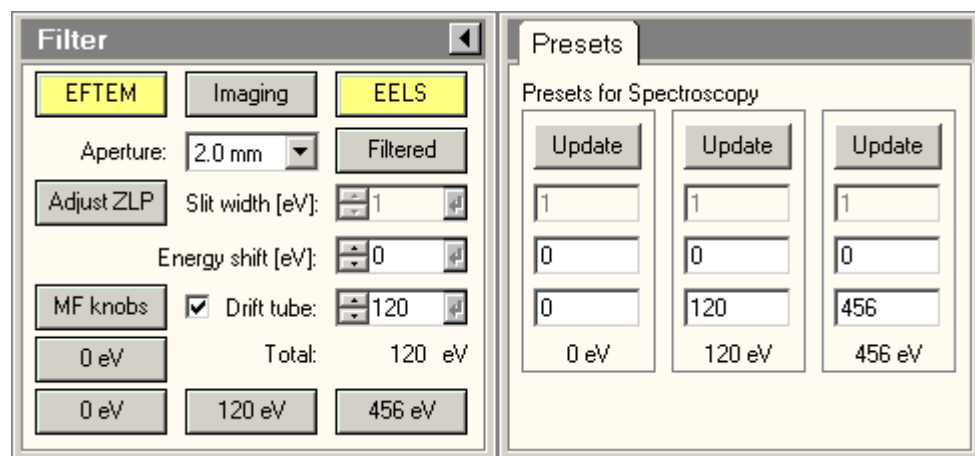 Filter
EFTEM Imaging EELS
Aperture: 2.0 mm Filtered
Adjust ZLP Slit width [eV]: 1
Energy shift [eV]: 0
MF knobs Drift tube: 120
0 eV Total: 120 eV
0 eV 120 eV 456 eV
Presets
Presets for Spectroscopy
Update Update Update
1 1 1
0 0 0
0 120 456
0 eV 120 eV 456 eV